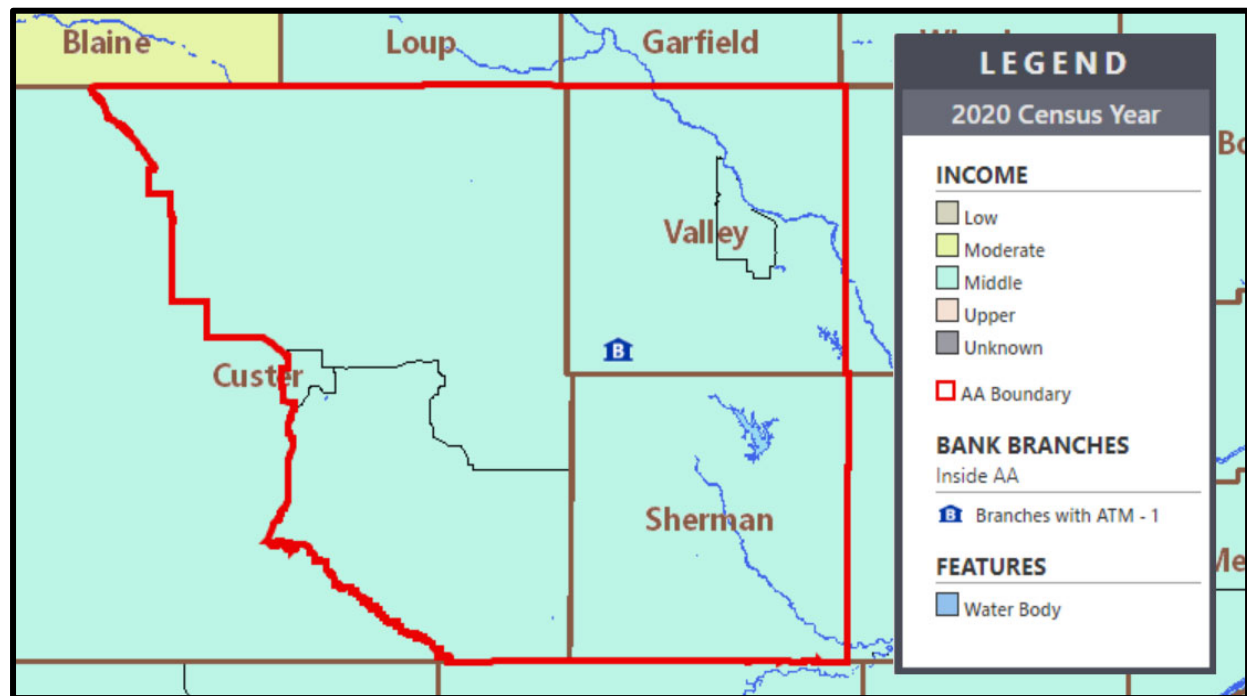 Blaine
Loup
Garfield
Valley
Custer
Sherman
LEGEND
2020 Census Year
INCOME
Low
Moderate
Middle
Upper
Unknown
AA Boundary
BANK BRANCHES
Inside AA
B Branches with ATM - 1
FEATURES
Water Body
B